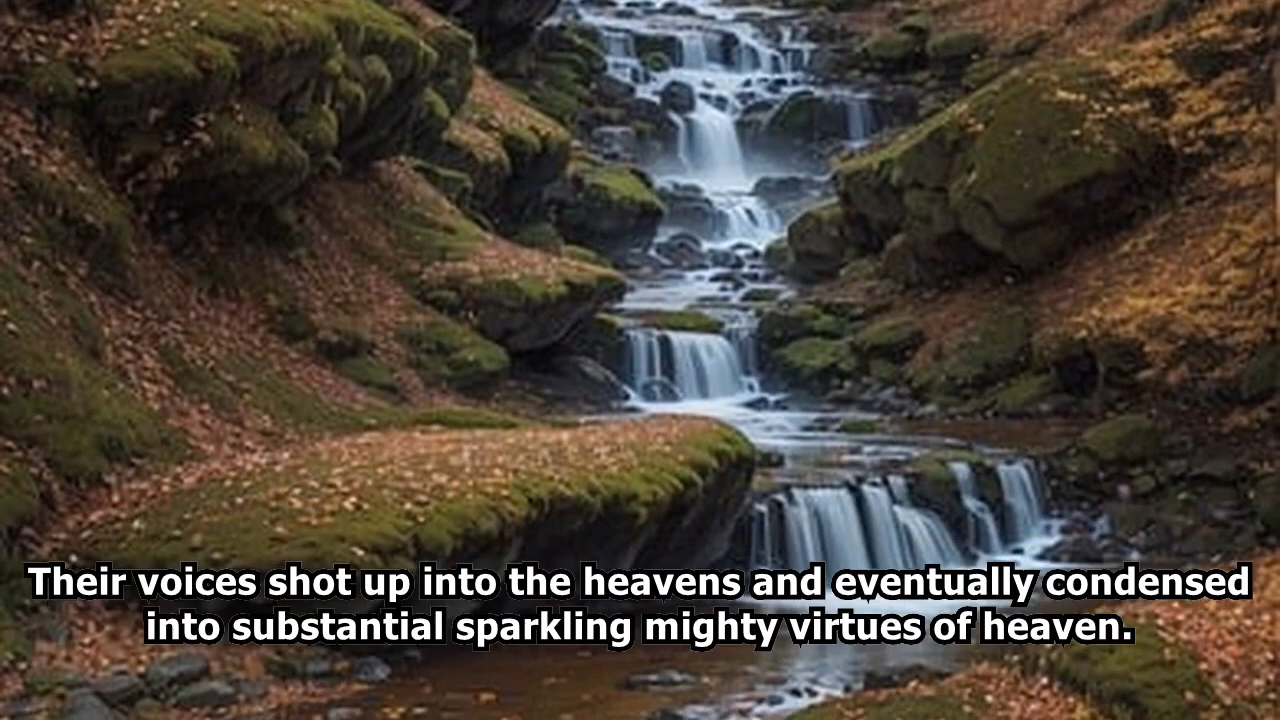 Their voices shot up into the heavens and eventually condensed
into substantial sparkling mighty virtues of heaven.